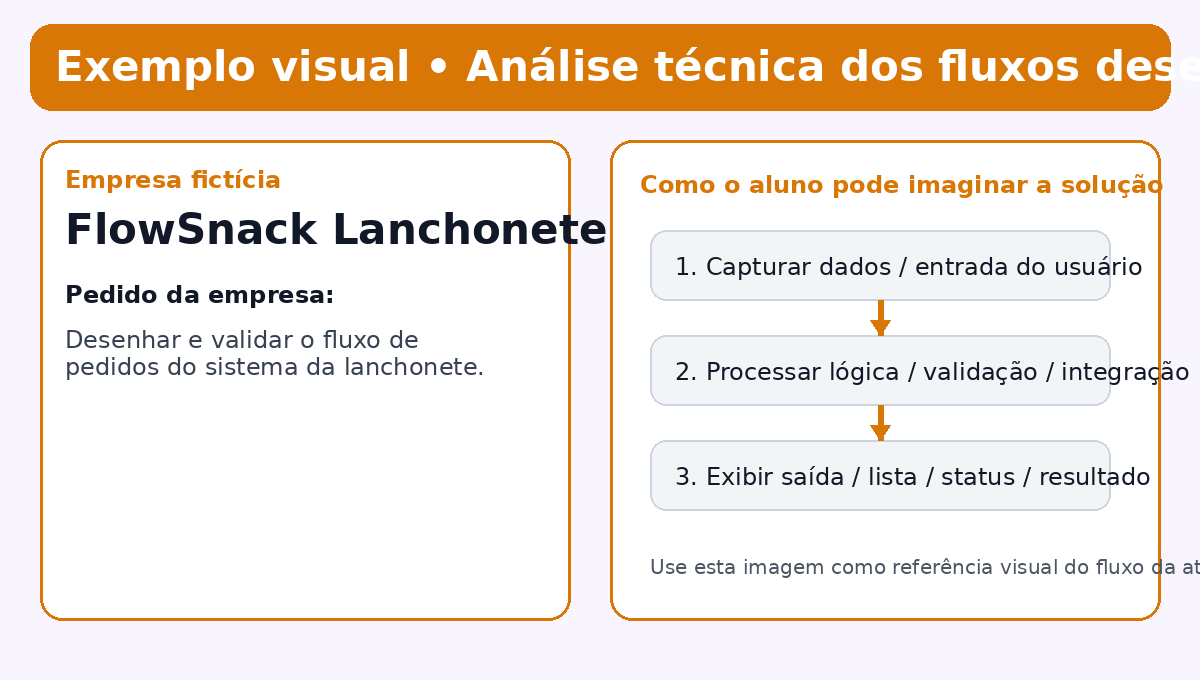 Exemplo visual • Análise técnica dos fluxos
Empresa fictícia
FlowSnack Lanchonete
Pedido da empresa:
Desenhar e validar o fluxo de
pedidos do sistema da lanchonete.
Como o aluno pode imaginar a solução
1. Capturar dados / entrada do usuário
2. Processar lógica / validação / integração
3. Exibir saída / lista / status / resultado
Use esta imagem como referência visual do fluxo da